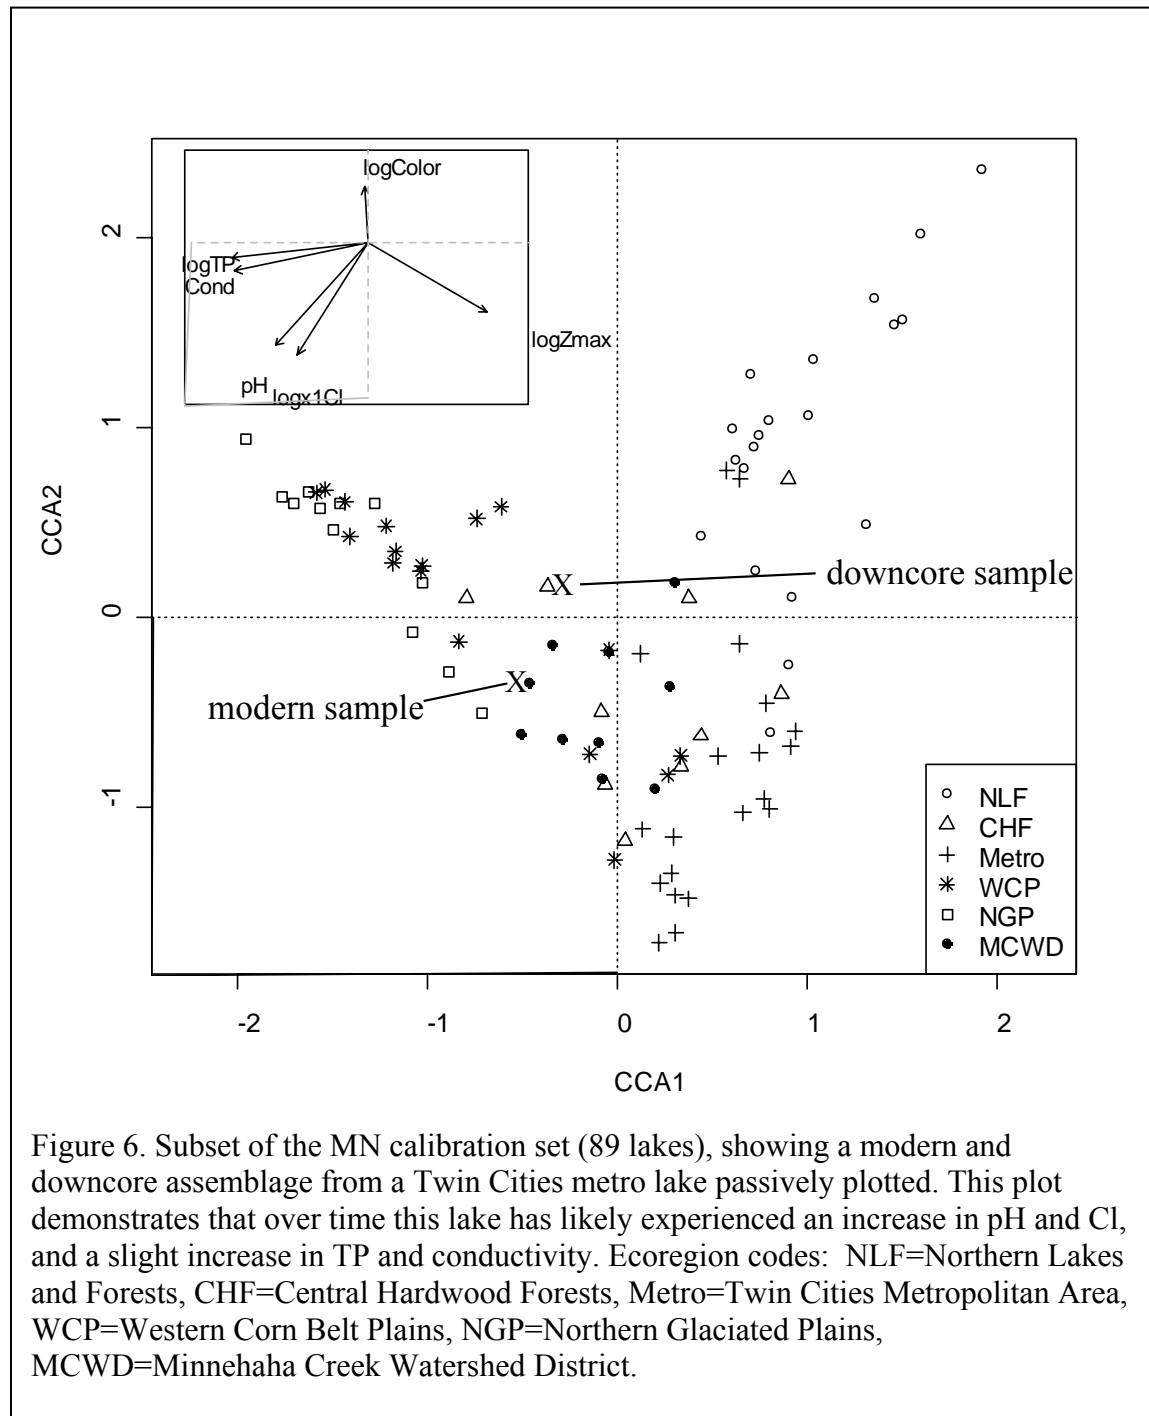 logColor
logTP
Cond
logZmax
pH
logx1Cl
2
1
0
-1
CCA2
downcore sample
modern sample
NLF
CHF
Metro
WCP
NGP
MCWD
-2 -1 0 1 2
CCA1
Figure 6. Subset of the MN calibration set (89 lakes), showing a modern and
downcore assemblage from a Twin Cities metro lake passively plotted. This plot
demonstrates that over time this lake has likely experienced an increase in pH and Cl,
and a slight increase in TP and conductivity. Ecoregion codes: NLF=Northern Lakes
and Forests, CHF=Central Hardwood Forests, Metro=Twin Cities Metropolitan Area,
WCP=Western Corn Belt Plains, NGP=Northern Glaciated Plains,
MCWD=Minnehaha Creek Watershed District.